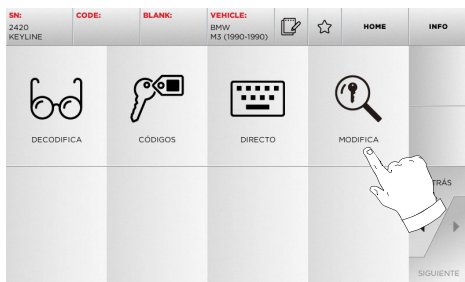 SN:
2420
KEYLINE
CODE:
BLANK:
VEHICLE:
BMW
M3 (1990-1990)
HOME
INFO
DECODIFICA
CÓDIGOS
DIRECTO
MODIFICA
TRÁS
SIGUIENTE